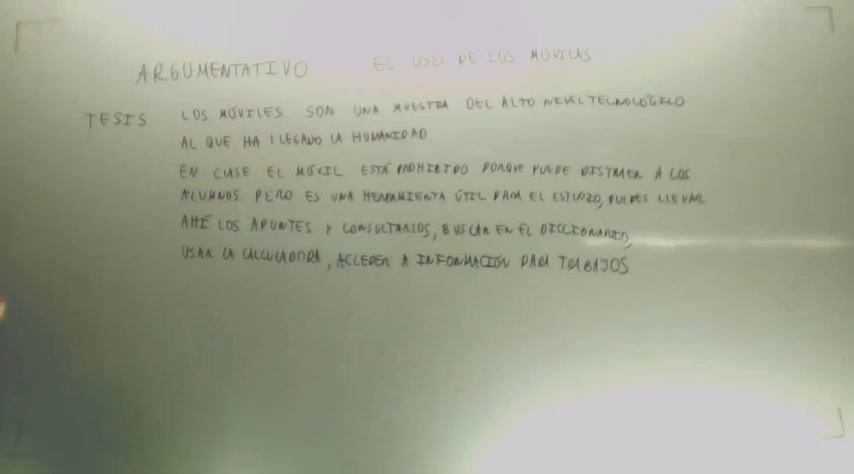 ARGUMENTATIVO EL USO DE LOS MÓVILES
TESIS LOS MÓVILES SON UNA MUESTRA DEL ALTO NIVEL TECNOLÓGICO
AL QUE HA LLEGADO LA HUMANIDAD
EN CLASE EL MÓVIL ESTÁ PROHIBIDO PORQUE PUEDE DISTRAER A LOS
ALUMNOS PERO ES UNA HERRAMIENTA ÚTIL PARA EL ESTUDIO, PUEDES LLEVAR
AHÍ LOS APUNTES Y CONSULTARLOS, BUSCAR EN EL DICCIONARIO,
USAR LA CALCULADORA, ACCEDER A INFORMACIÓN PARA TRABAJOS